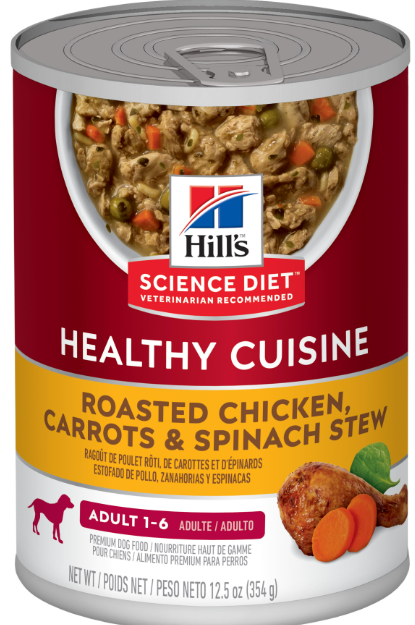 Hill's™
SCIENCE DIET™
VETERINARIAN RECOMMENDED
HEALTHY CUISINE
ROASTED CHICKEN,
CARROTS & SPINACH STEW
RAGOÛT DE POULET RÔTI, DE CAROTTES ET D'ÉPINARDS
ESTOFADO DE POLLO, ZANAHORIAS Y ESPINACAS
ADULT 1-6 ADULTE / ADULTO
PREMIUM DOG FOOD / NOURRITURE HAUT DE GAMME
POUR CHIENS / ALIMENTO PREMIUM PARA PERROS
NET WT / POIDS NET / PESO NETO 12.5 oz (354 g)